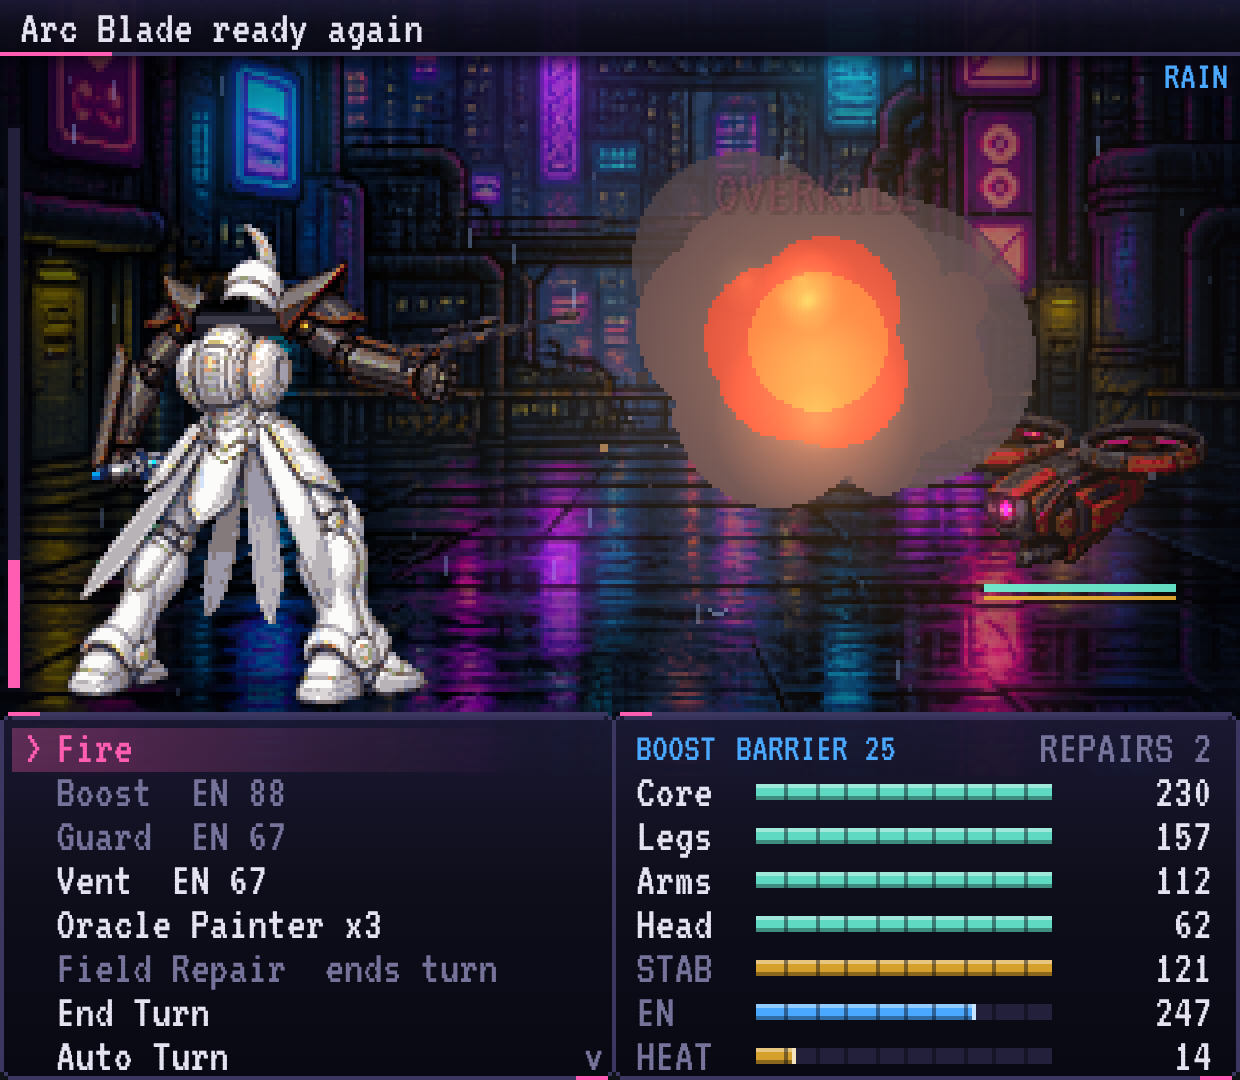 Arc Blade ready again
RAIN
> Fire
Boost EN 88
Guard EN 67
Vent EN 67
Oracle Painter x3
Field Repair ends turn
End Turn
Auto Turn v
BOOST BARRIER 25 REPAIRS 2
Core 230
Legs 157
Arms 112
Head 62
STAB 121
EN 247
HEAT 14